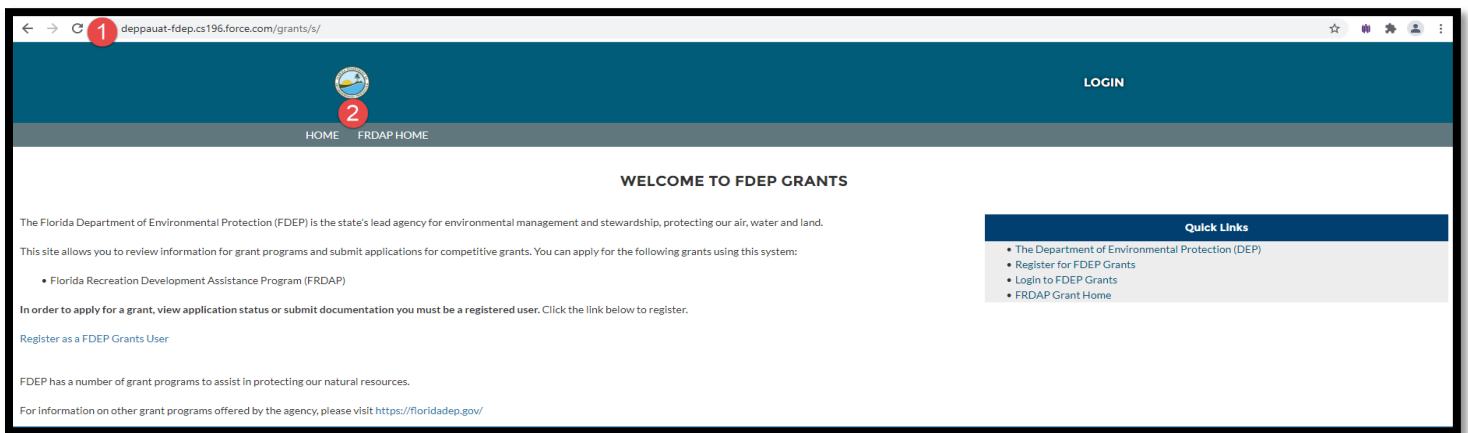 1 deppauat-fdep.cs196.force.com/grants/s/
LOGIN
2
HOME FRDAP HOME
WELCOME TO FDEP GRANTS
The Florida Department of Environmental Protection (FDEP) is the state's lead agency for environmental management and stewardship, protecting our air, water and land.
This site allows you to review information for grant programs and submit applications for competitive grants. You can apply for the following grants using this system:
• Florida Recreation Development Assistance Program (FRDAP)
In order to apply for a grant, view application status or submit documentation you must be a registered user. Click the link below to register.
Register as a FDEP Grants User
FDEP has a number of grant programs to assist in protecting our natural resources.
For information on other grant programs offered by the agency, please visit https://floridadep.gov/
Quick Links
• The Department of Environmental Protection (DEP)
• Register for FDEP Grants
• Login to FDEP Grants
• FRDAP Grant Home